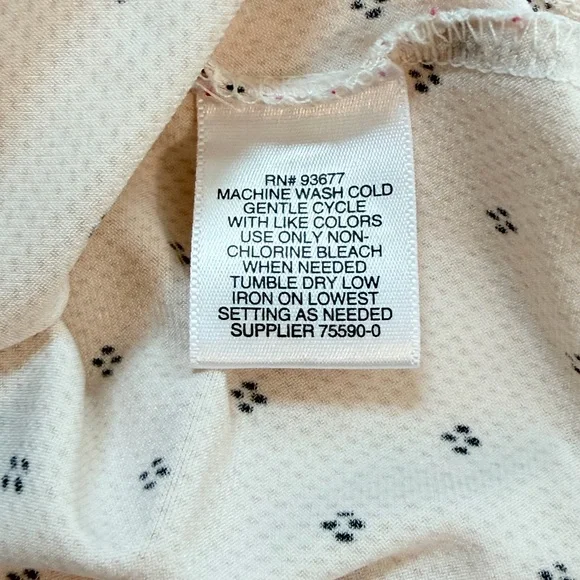 RN# 93677
MACHINE WASH COLD
GENTLE CYCLE
WITH LIKE COLORS
USE ONLY NON-
CHLORINE BLEACH
WHEN NEEDED
TUMBLE DRY LOW
IRON ON LOWEST
SETTING AS NEEDED
SUPPLIER 75590-0